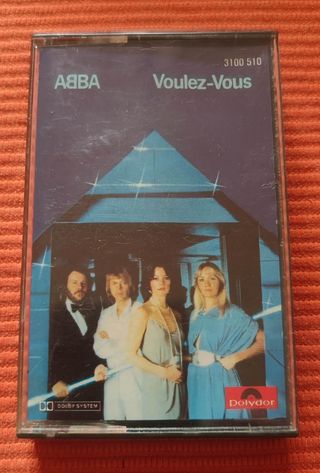 3100 510
ABBA Voulez-Vous
DOLBY SYSTEM
Polydor